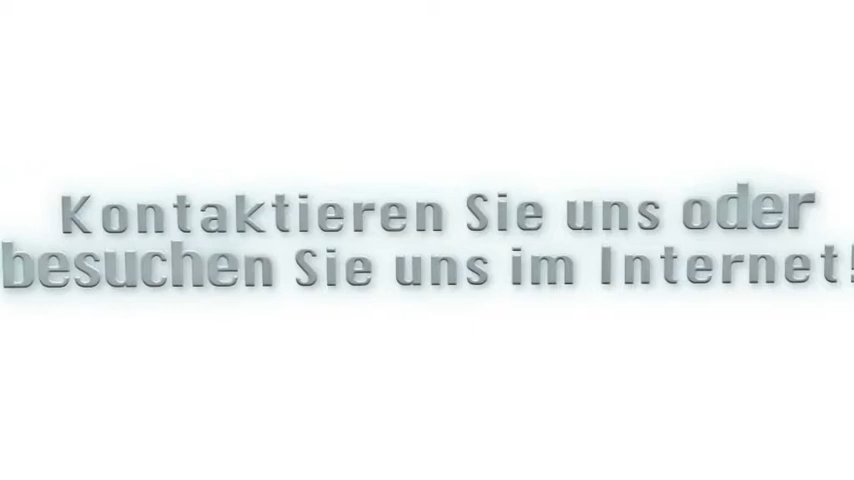 Kontaktieren Sie uns oder
besuchen Sie uns im Internet!